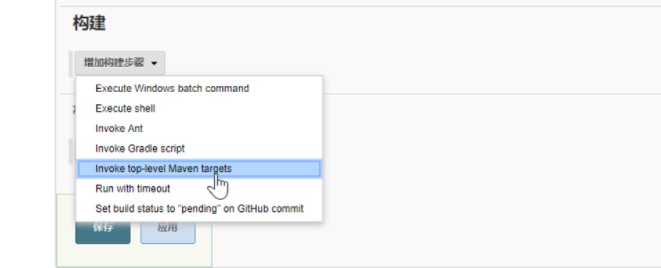 构建
增加构建步骤
Execute Windows batch command
Execute shell
Invoke Ant
Invoke Gradle script
Invoke top-level Maven targets
Run with timeout
Set build status to "pending" on GitHub commit
保存
应用